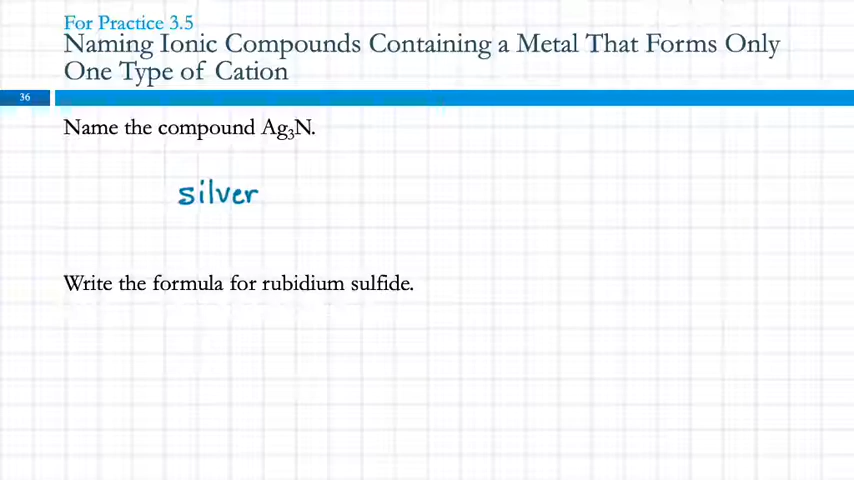 For Practice 3.5
Naming Ionic Compounds Containing a Metal That Forms Only
One Type of Cation
36
Name the compound Ag₃N.
silver
Write the formula for rubidium sulfide.